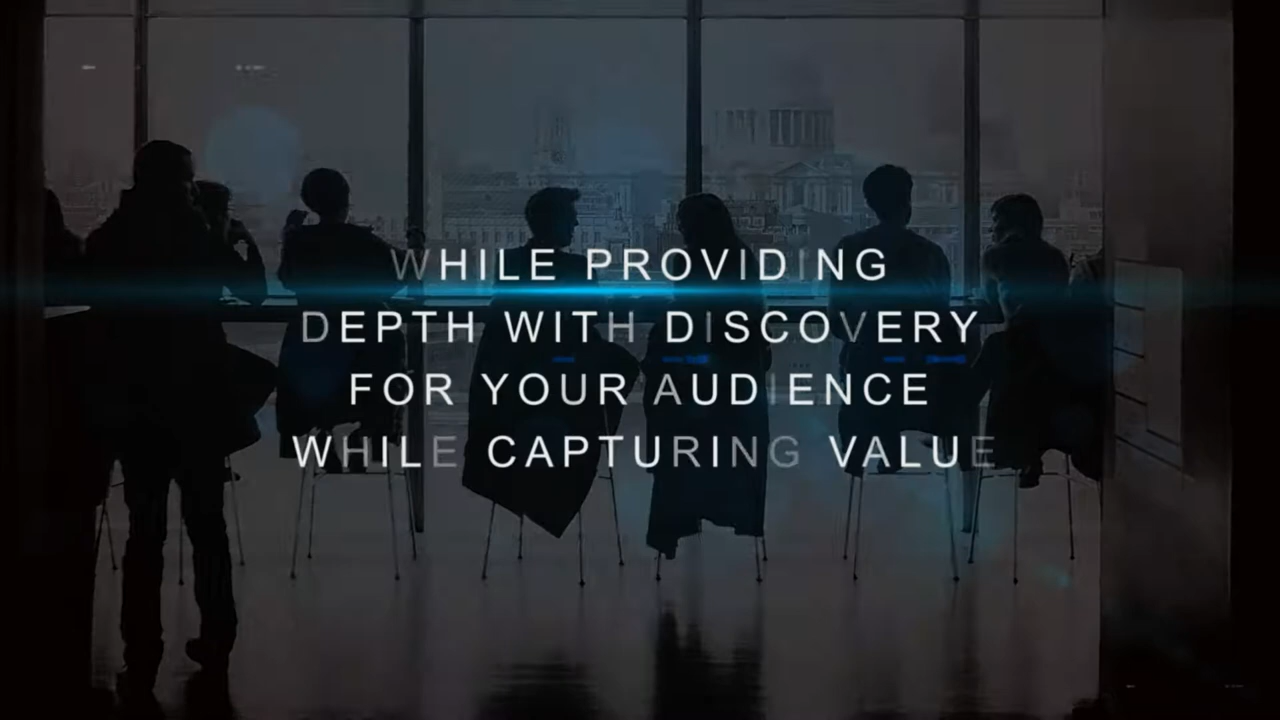 WHILE PROVIDING
DEPTH WITH DISCOVERY
FOR YOUR AUDIENCE
WHILE CAPTURING VALUE